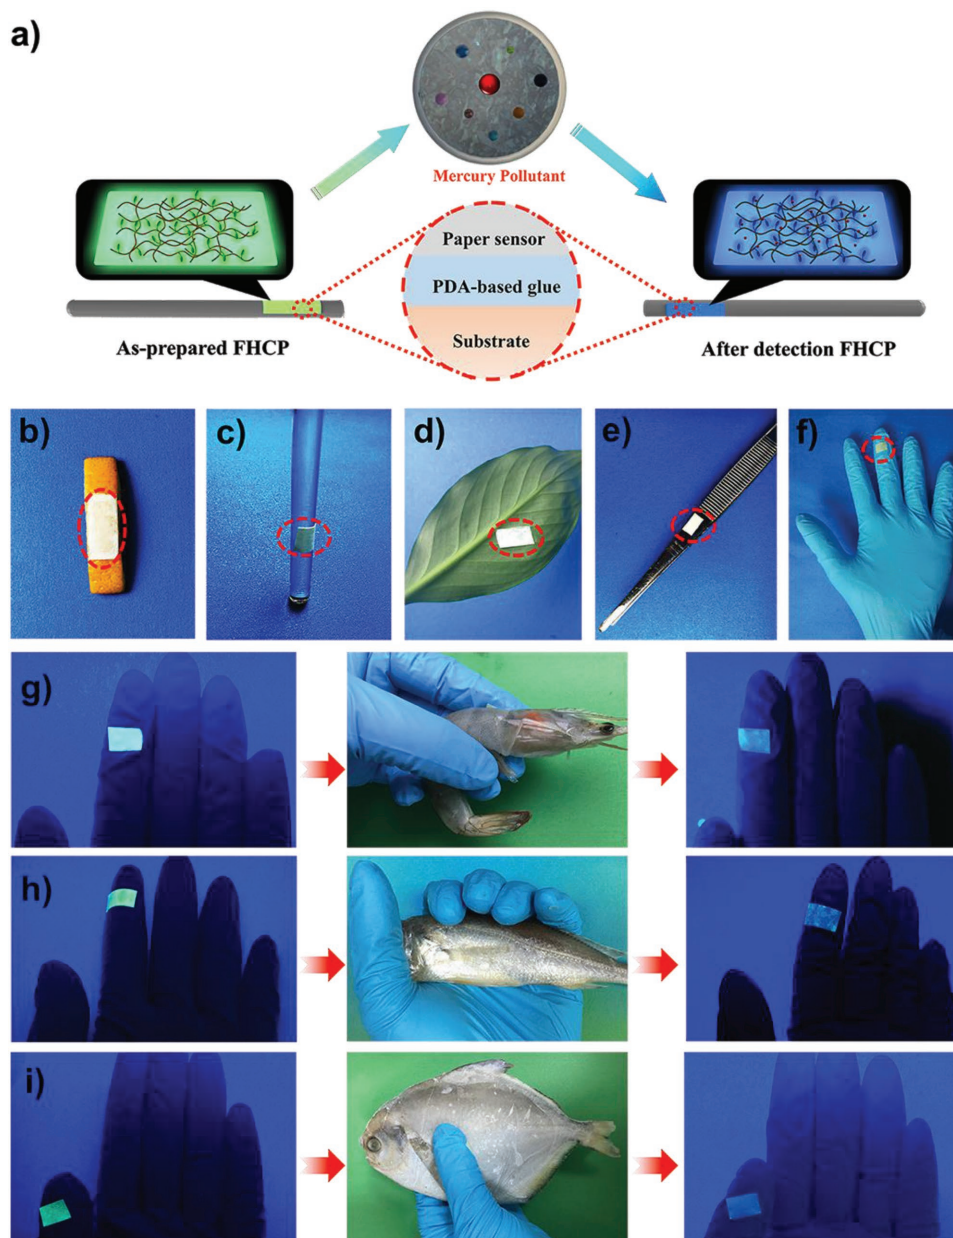 a)
Mercury Pollutant
Paper sensor
PDA-based glue
Substrate
As-prepared FHCP
After detection FHCP
b)
c)
d)
e)
f)
g)
h)
i)